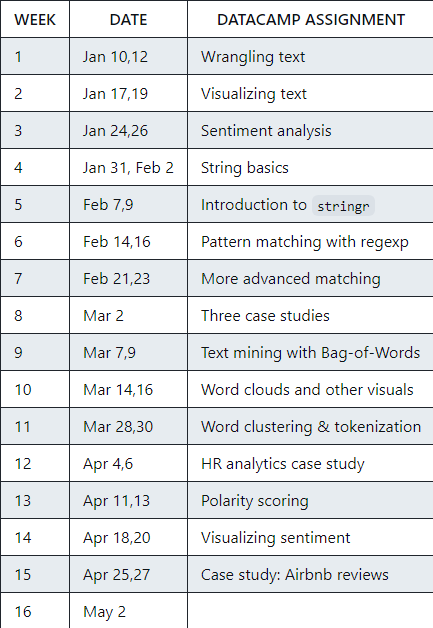 WEEK DATE DATACAMP ASSIGNMENT
1 Jan 10,12 Wrangling text
2 Jan 17,19 Visualizing text
3 Jan 24,26 Sentiment analysis
4 Jan 31, Feb 2 String basics
5 Feb 7,9 Introduction to stringr
6 Feb 14,16 Pattern matching with regexp
7 Feb 21,23 More advanced matching
8 Mar 2 Three case studies
9 Mar 7,9 Text mining with Bag-of-Words
10 Mar 14,16 Word clouds and other visuals
11 Mar 28,30 Word clustering & tokenization
12 Apr 4,6 HR analytics case study
13 Apr 11,13 Polarity scoring
14 Apr 18,20 Visualizing sentiment
15 Apr 25,27 Case study: Airbnb reviews
16 May 2